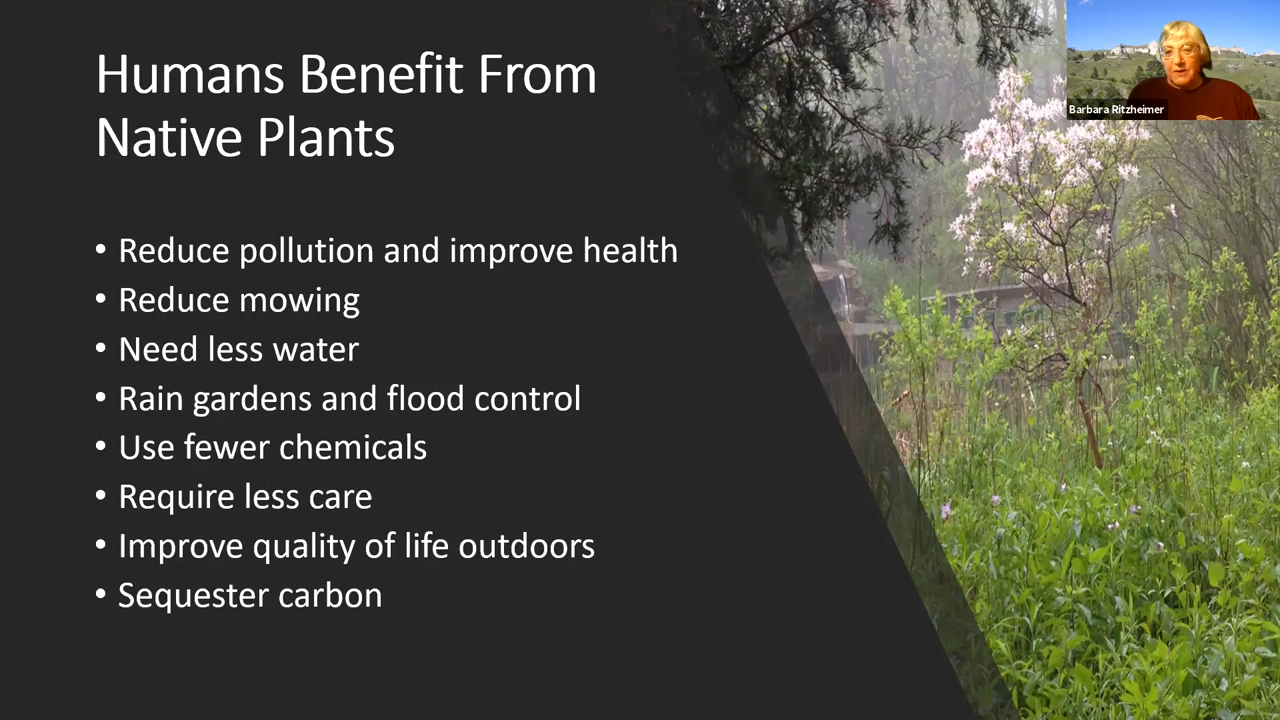 Humans Benefit From
Native Plants
• Reduce pollution and improve health
• Reduce mowing
• Need less water
• Rain gardens and flood control
• Use fewer chemicals
• Require less care
• Improve quality of life outdoors
• Sequester carbon
Barbara Ritzheimer